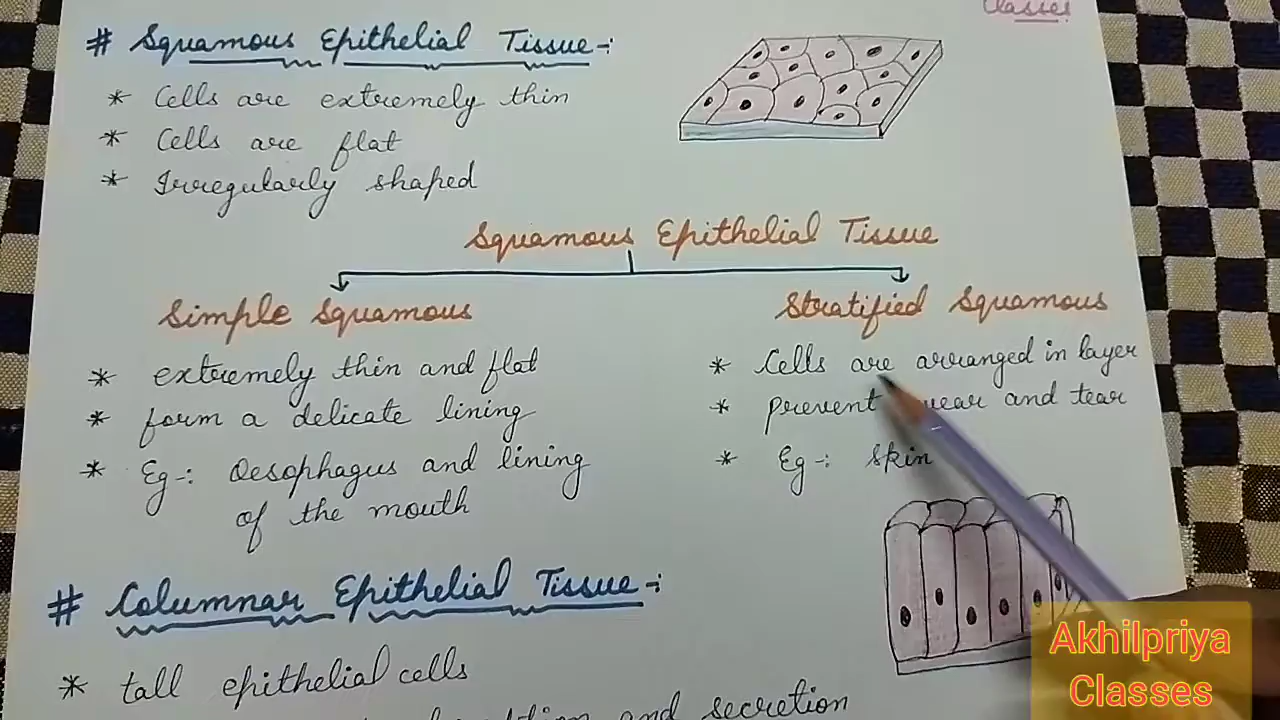 Classes
# Squamous Epithelial Tissue -:
* Cells are extremely thin
* Cells are flat
* Irregularly shaped
Squamous Epithelial Tissue
Simple Squamous
* extremely thin and flat
* form a delicate lining
* Eg -: Oesophagus and lining
of the mouth
Stratified Squamous
* Cells are arranged in layer
* prevent wear and tear
* Eg -: skin
# Columnar Epithelial Tissue -:
* tall epithelial cells
and secretion
Akhilpriya
Classes